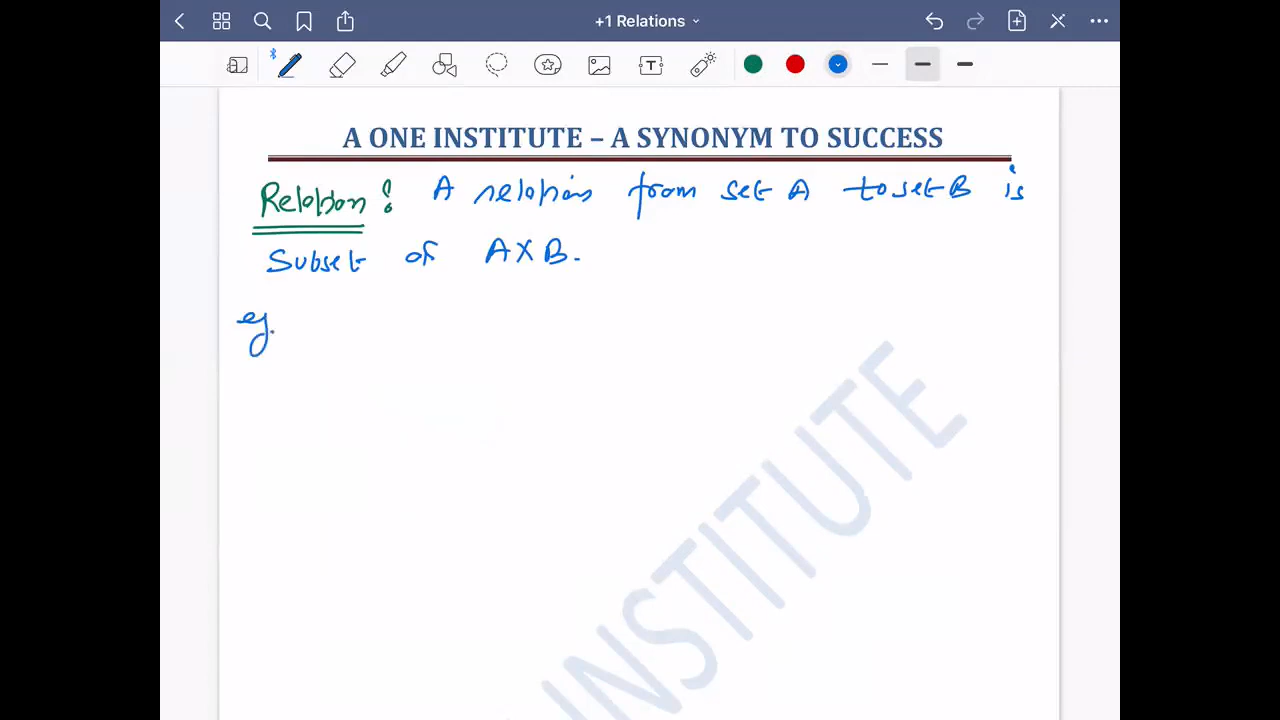 +1 Relations
A ONE INSTITUTE – A SYNONYM TO SUCCESS
Relation: A relation from set A to set B is
Subset of A×B.
eg.
INSTITUTE